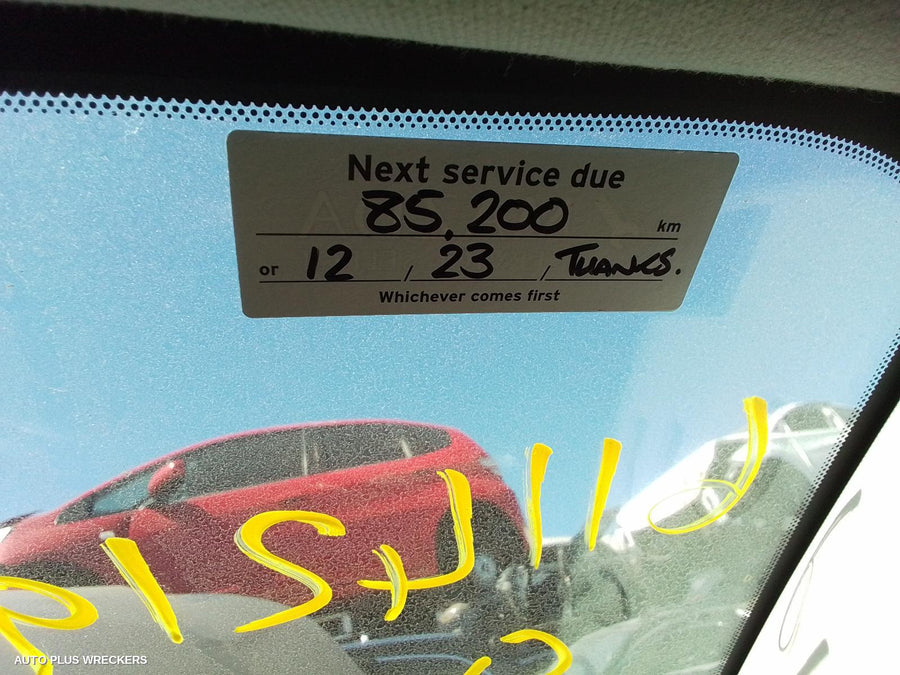 Next service due
85,200 km
or 12 / 23 / THANKS.
Whichever comes first
AUTO PLUS WRECKERS